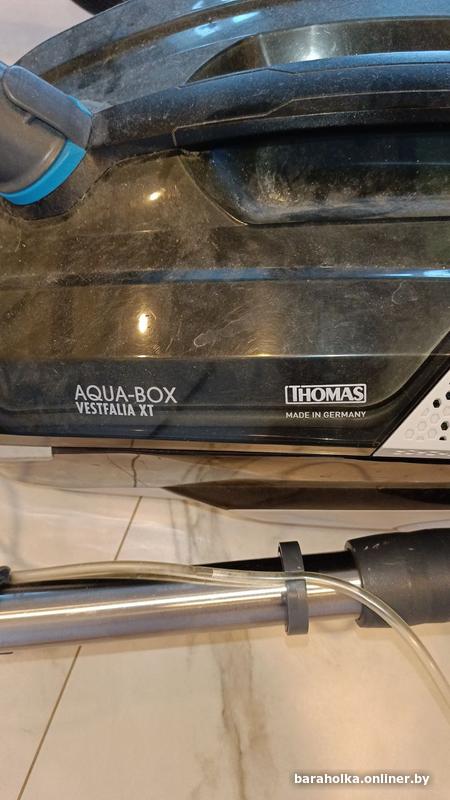 AQUA-BOX
VESTFALIA XT
THOMAS
MADE IN GERMANY
baraholka.onliner.by